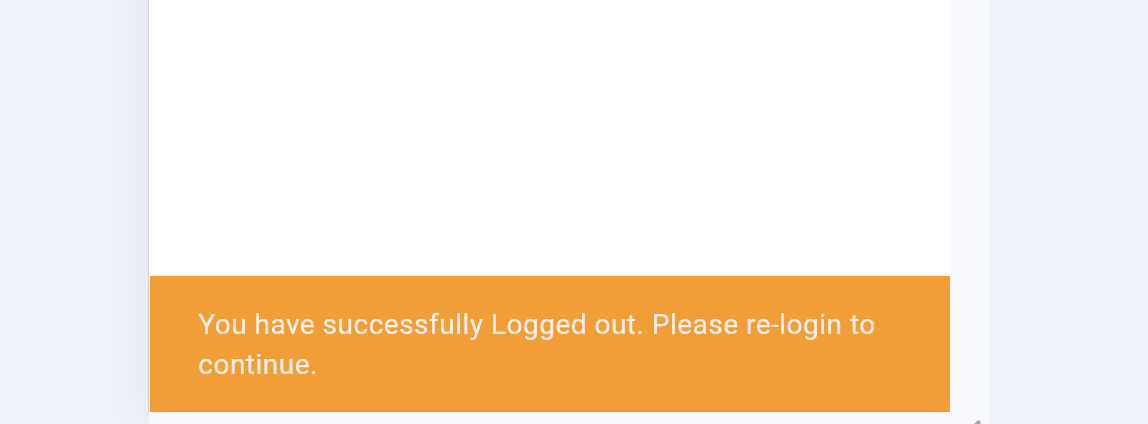 You have successfully Logged out. Please re-login to
continue.